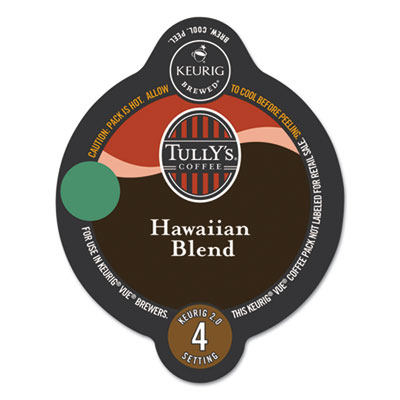 BREW. COOL. PEEL.
KEURIG
BREWED®
CAUTION: PACK IS HOT. ALLOW
TO COOL BEFORE PEELING.
TULLY'S
COFFEE
Hawaiian
Blend
FOR USE IN KEURIG® VUE® BREWERS.
THIS KEURIG® VUE® COFFEE PACK NOT LABELED FOR RETAIL SALE.
KEURIG 2.0
4
SETTING